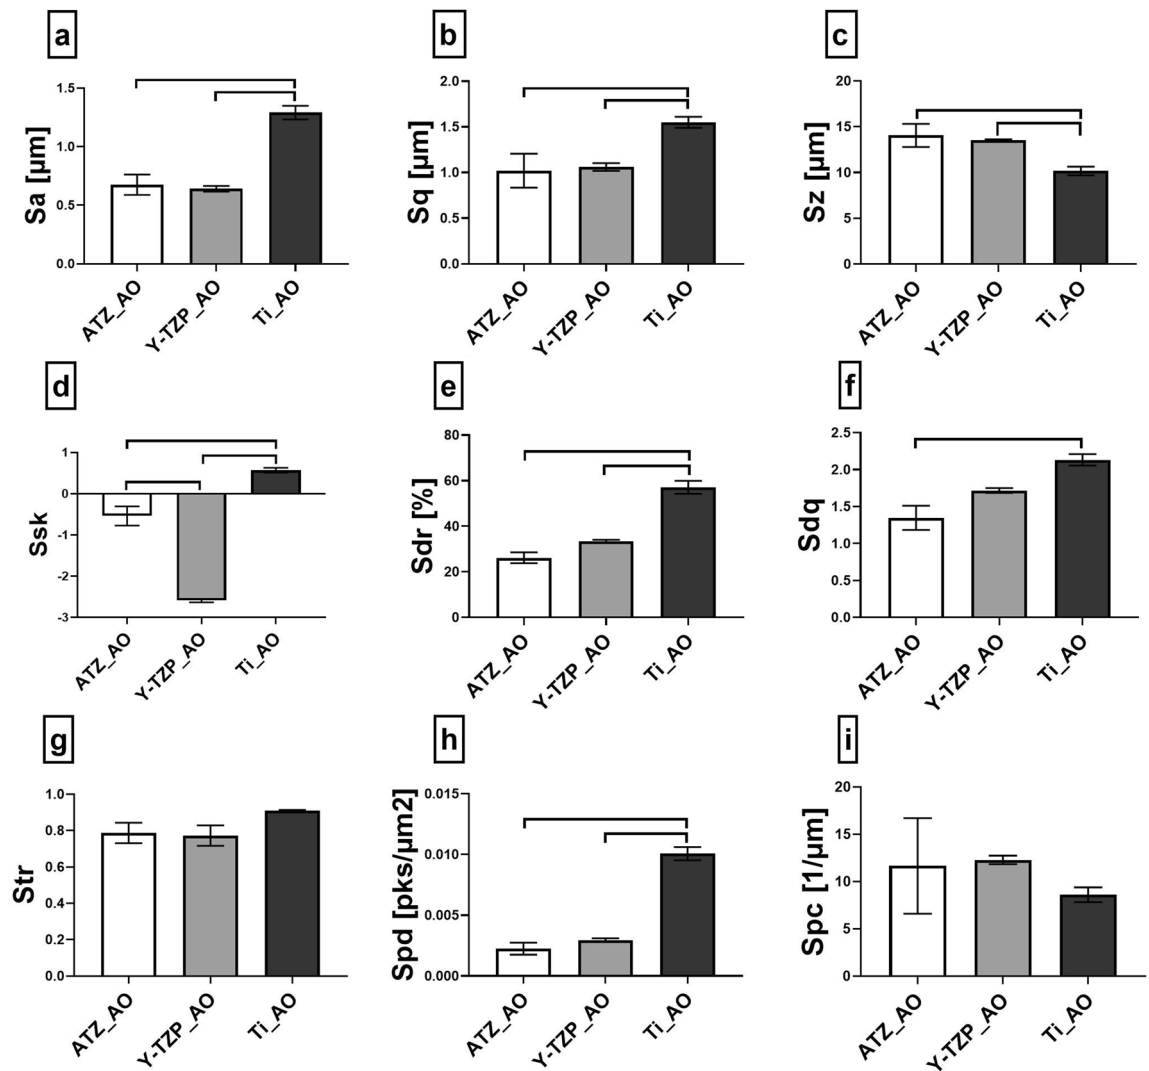 a
Sa [µm]
1.5
1.0
0.5
0.0
ATZ_AO
Y-TZP_AO
Ti_AO
b
Sq [µm]
2.0
1.5
1.0
0.5
0.0
ATZ_AO
Y-TZP_AO
Ti_AO
c
Sz [µm]
20
15
10
5
0
ATZ_AO
Y-TZP_AO
Ti_AO
d
Ssk
1
0
-1
-2
-3
ATZ_AO
Y-TZP_AO
Ti_AO
e
Sdr [%]
80
60
40
20
0
ATZ_AO
Y-TZP_AO
Ti_AO
f
Sdq
2.5
2.0
1.5
1.0
0.5
0.0
ATZ_AO
Y-TZP_AO
Ti_AO
g
Str
1.0
0.8
0.6
0.4
0.2
0.0
ATZ_AO
Y-TZP_AO
Ti_AO
h
Spd [pks/µm2]
0.015
0.010
0.005
0.000
ATZ_AO
Y-TZP_AO
Ti_AO
i
Spc [1/µm]
20
15
10
5
0
ATZ_AO
Y-TZP_AO
Ti_AO